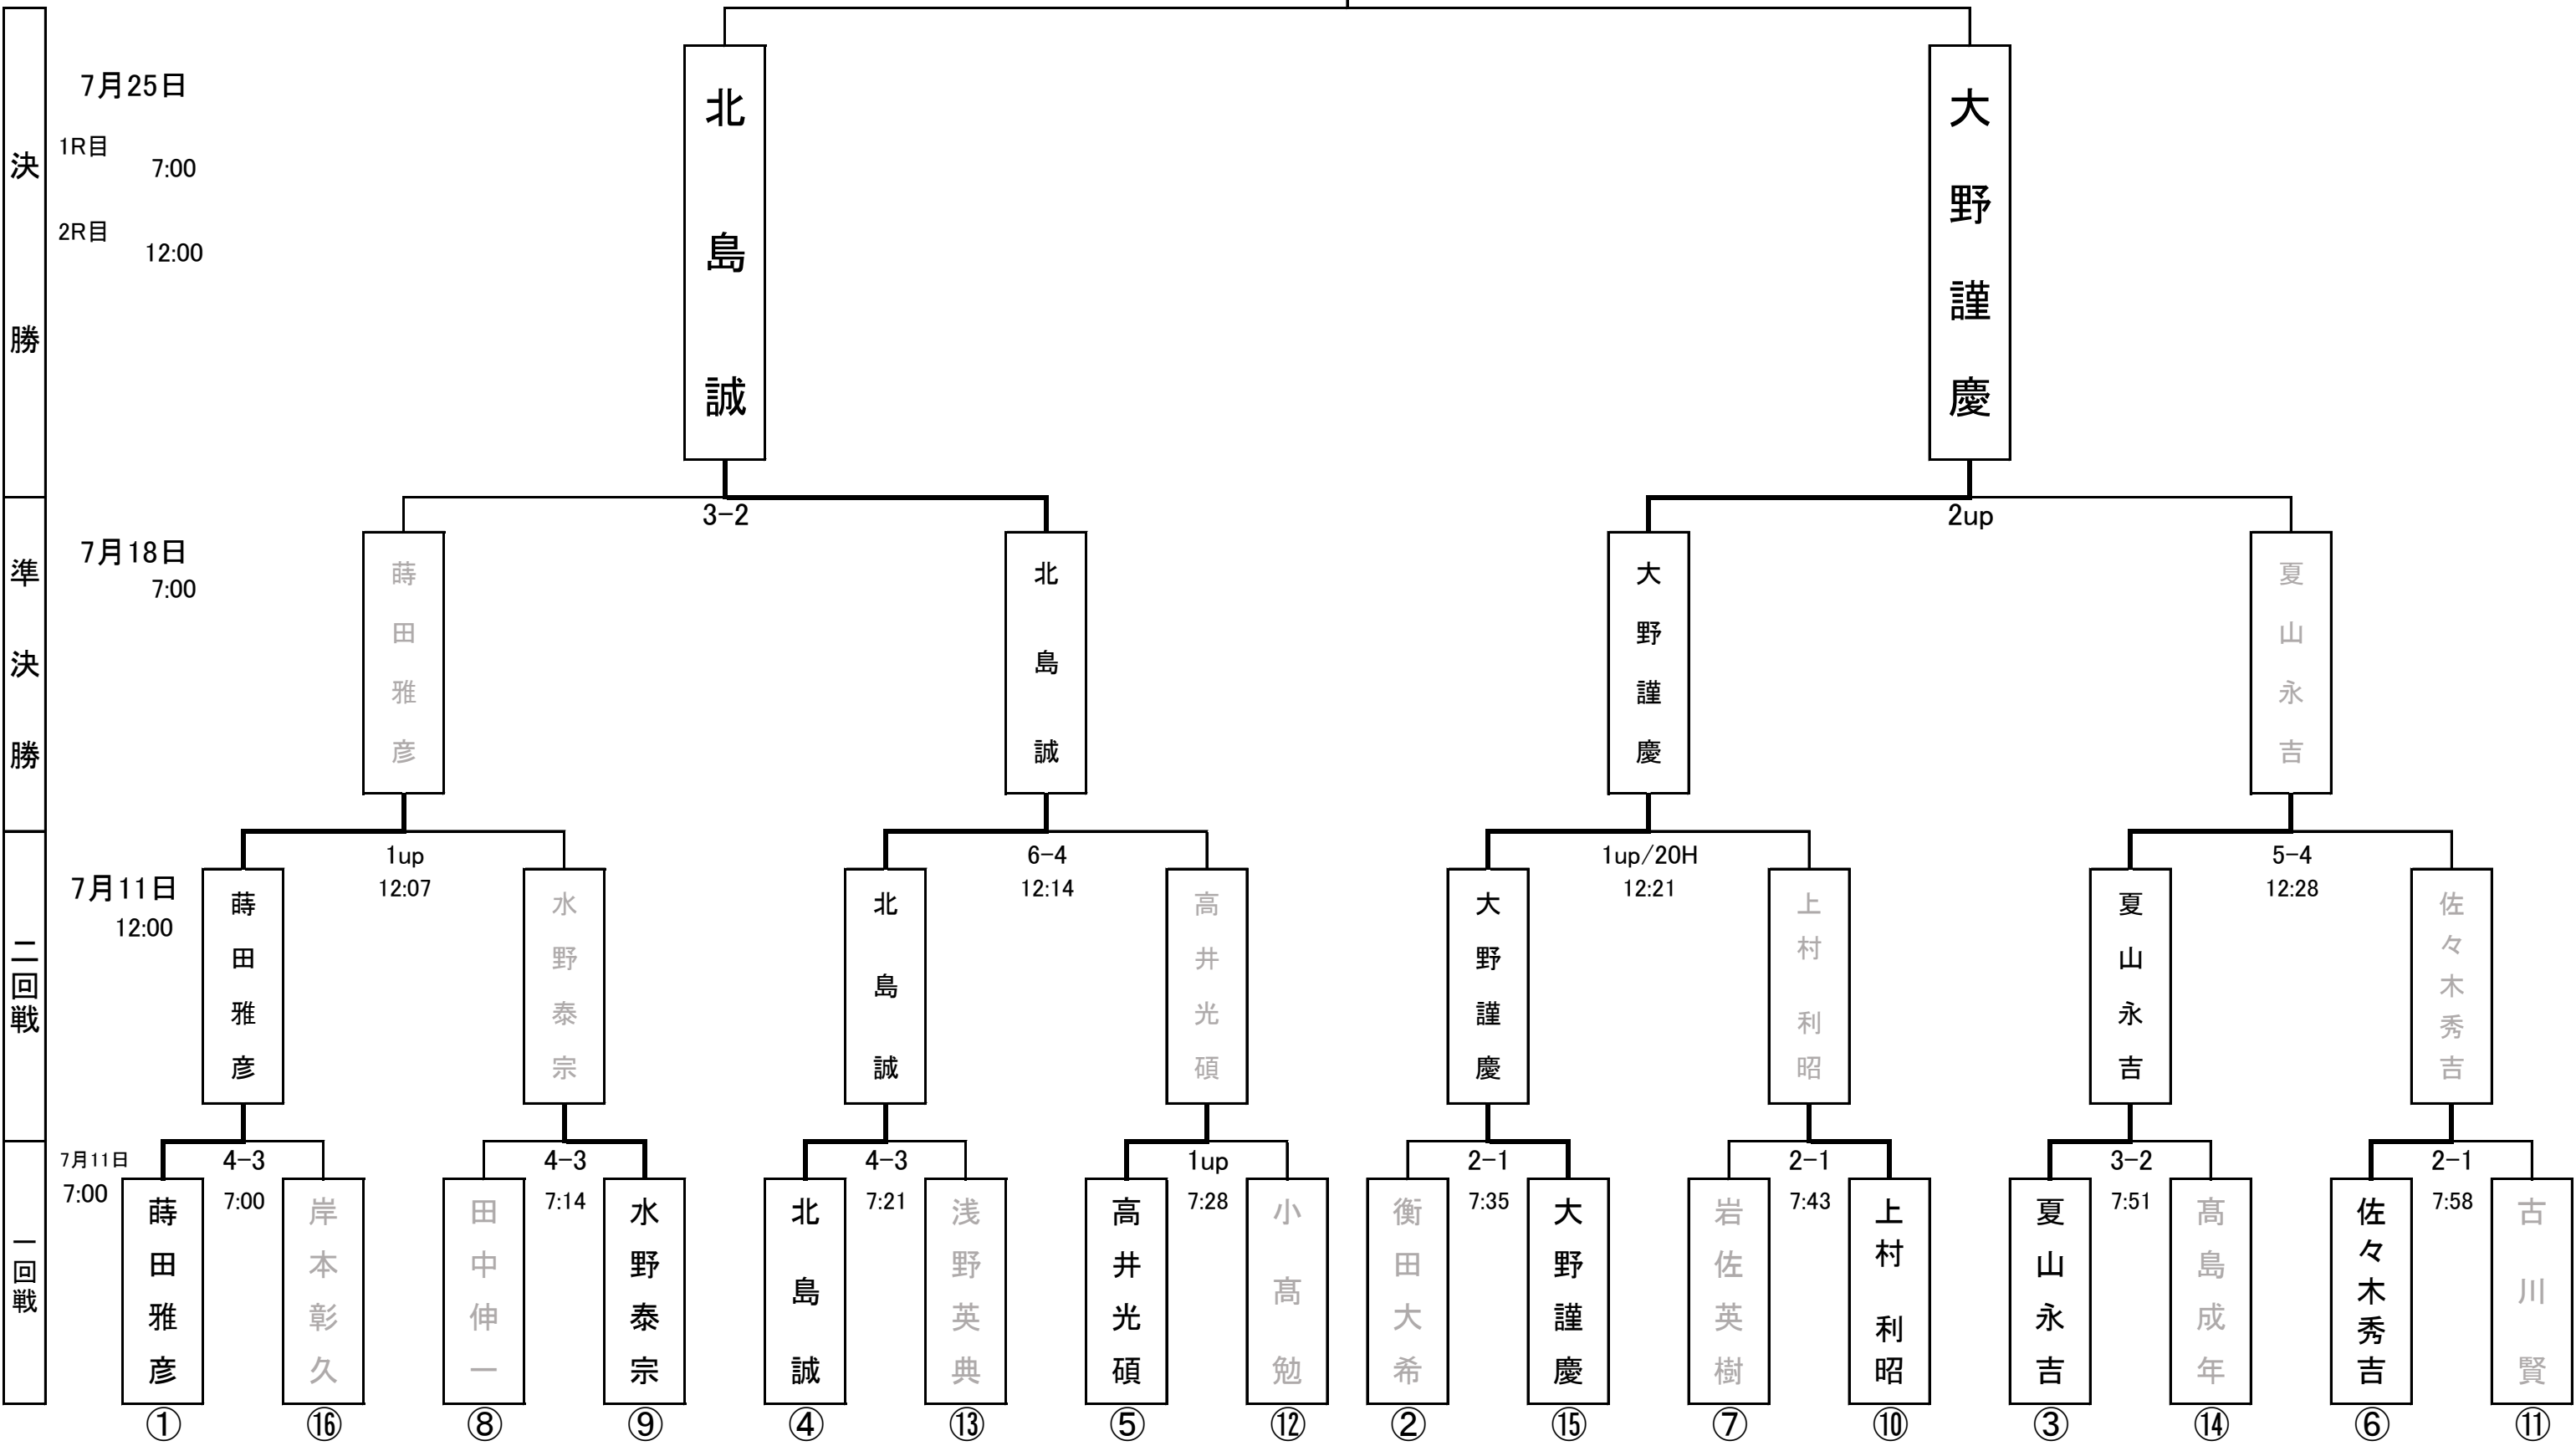 決勝
7月25日
1R目
7:00
2R目
12:00
北島誠
大野謹慶
準決勝
7月18日
7:00
3-2
2up
蒔田雅彦
北島誠
大野謹慶
夏山永吉
二回戦
7月11日
12:00
1up
12:07
6-4
12:14
1up/20H
12:21
5-4
12:28
蒔田雅彦
水野泰宗
北島誠
高井光碩
大野謹慶
上村 利昭
夏山永吉
佐々木秀吉
一回戦
7月11日
7:00
4-3
7:00
4-3
7:14
4-3
7:21
1up
7:28
2-1
7:35
2-1
7:43
3-2
7:51
2-1
7:58
蒔田雅彦
岸本彰久
田中伸一
水野泰宗
北島誠
浅野英典
高井光碩
小髙勉
衡田大希
大野謹慶
岩佐英樹
上村 利昭
夏山永吉
髙島成年
佐々木秀吉
古川賢
①
⑯
⑧
⑨
④
⑬
⑤
⑫
②
⑮
⑦
⑩
③
⑭
⑥
⑪